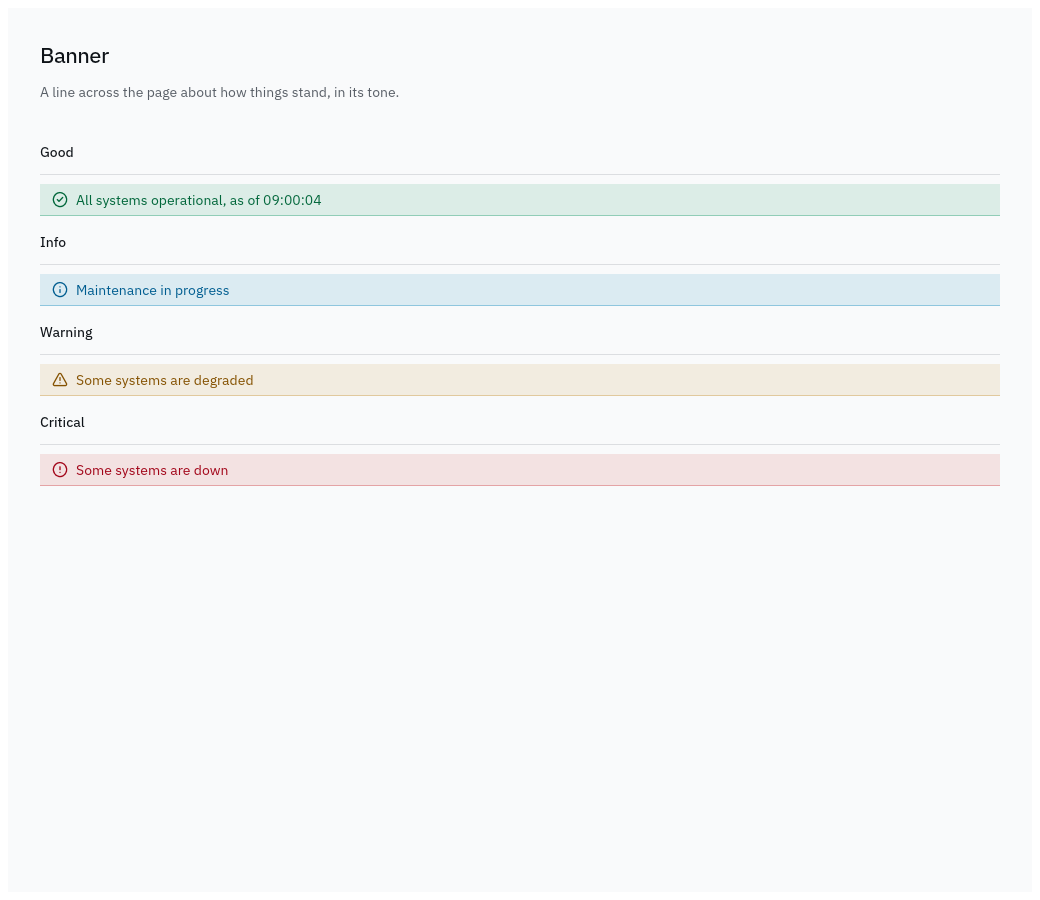 Banner
A line across the page about how things stand, in its tone.
Good
All systems operational, as of 09:00:04
Info
Maintenance in progress
Warning
Some systems are degraded
Critical
Some systems are down